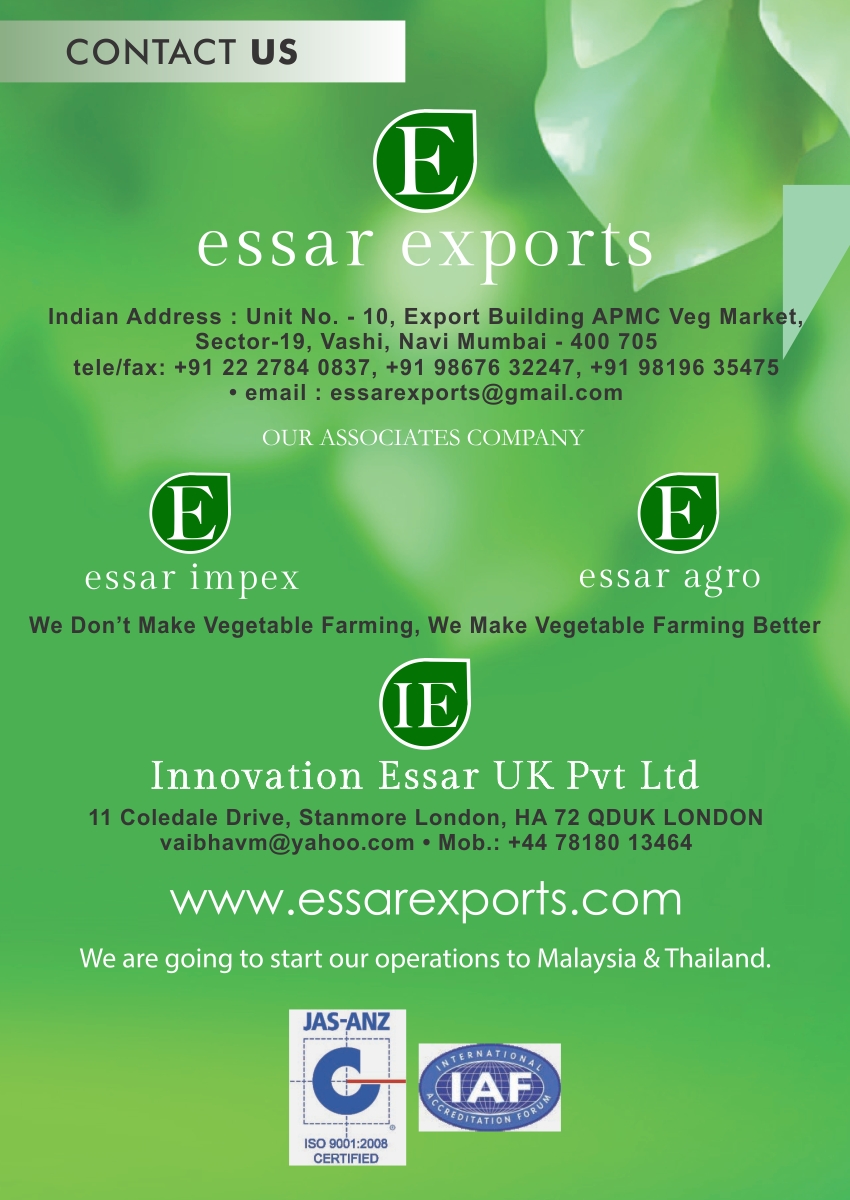 CONTACT US
E
essar exports
Indian Address : Unit No. - 10, Export Building APMC Veg Market,
Sector-19, Vashi, Navi Mumbai - 400 705
tele/fax: +91 22 2784 0837, +91 98676 32247, +91 98196 35475
• email : essarexports@gmail.com
OUR ASSOCIATES COMPANY
E
essar impex
E
essar agro
We Don’t Make Vegetable Farming, We Make Vegetable Farming Better
IE
Innovation Essar UK Pvt Ltd
11 Coledale Drive, Stanmore London, HA 72 QDUK LONDON
vaibhavm@yahoo.com • Mob.: +44 78180 13464
www.essarexports.com
We are going to start our operations to Malaysia & Thailand.
JAS-ANZ
®
ISO 9001:2008
CERTIFIED
INTERNATIONAL
IAF
ACCREDITATION FORUM